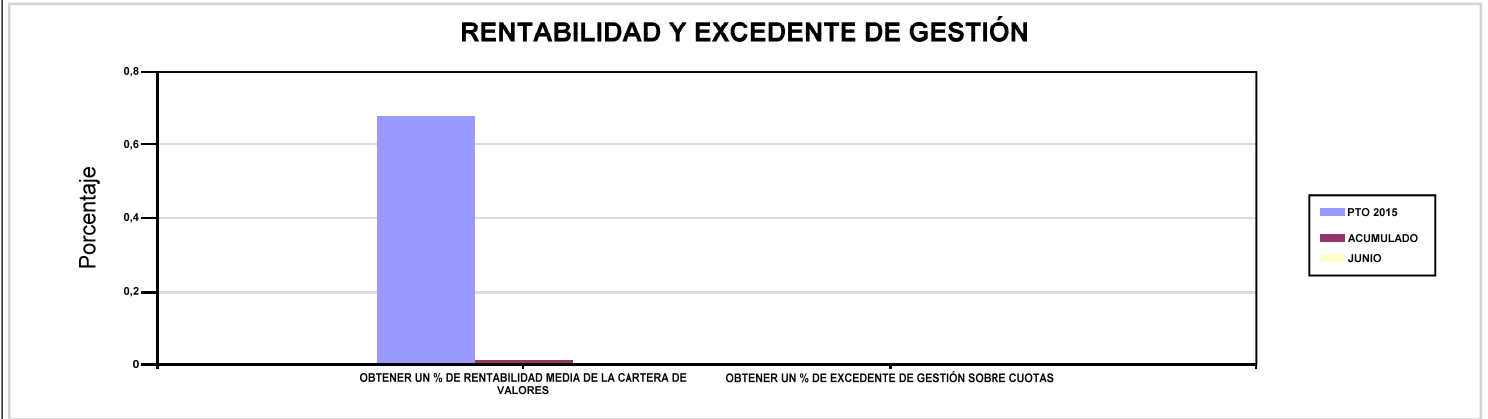 RENTABILIDAD Y EXCEDENTE DE GESTIÓN
0,8
0,6
0,4
0,2
0
Porcentaje
OBTENER UN % DE RENTABILIDAD MEDIA DE LA CARTERA DE
VALORES
OBTENER UN % DE EXCEDENTE DE GESTIÓN SOBRE CUOTAS
PTO 2015
ACUMULADO
JUNIO